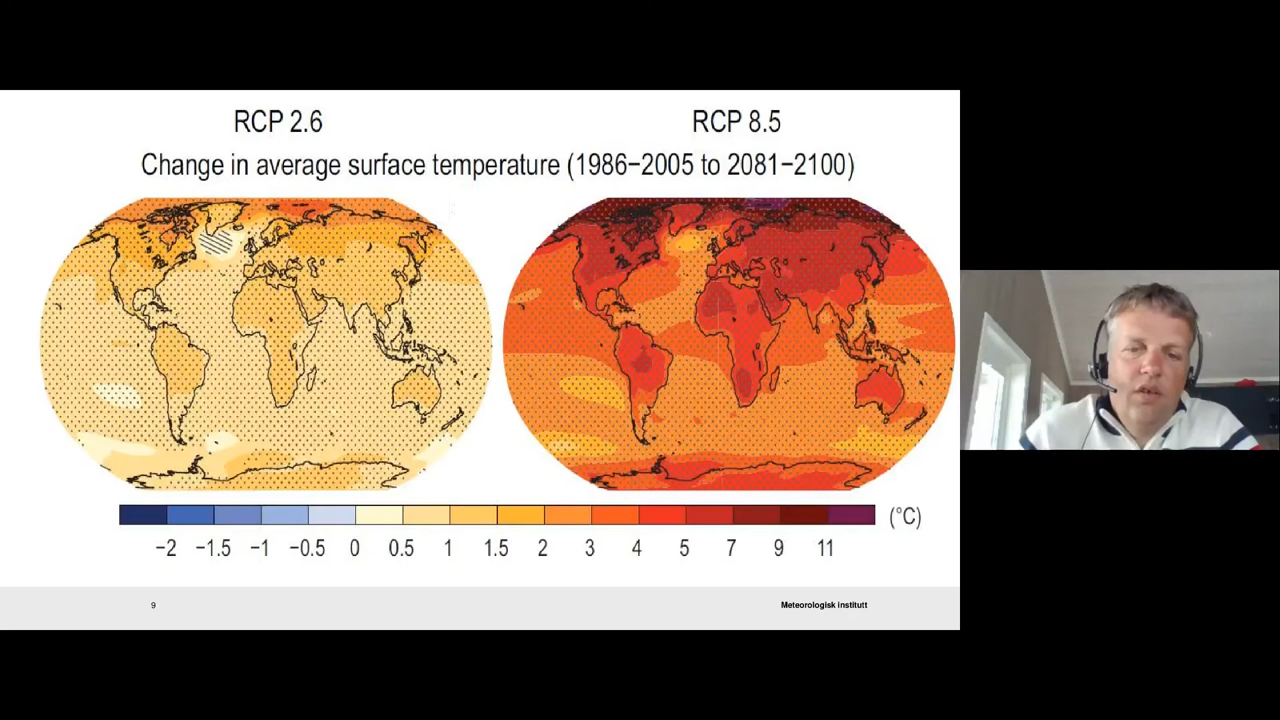 RCP 2.6
RCP 8.5
Change in average surface temperature (1986−2005 to 2081−2100)
(°C)
−2 −1.5 −1 −0.5 0 0.5 1 1.5 2 3 4 5 7 9 11
9
Meteorologisk institutt